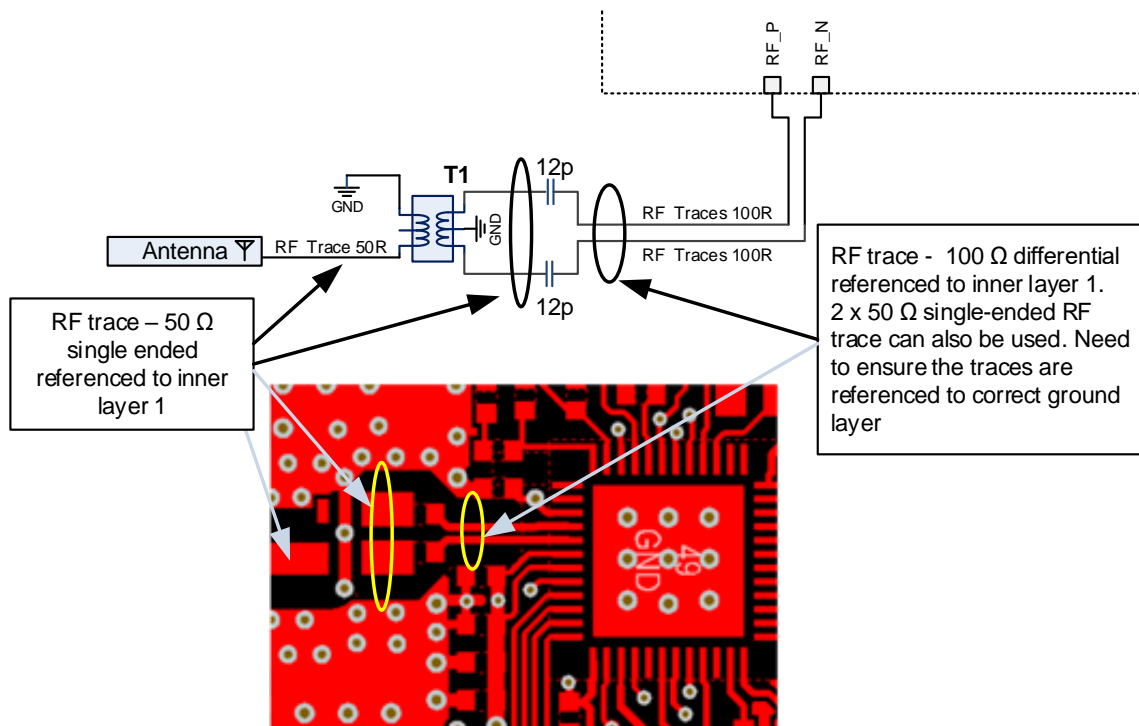 RF_P
RF_N
12p
T1
GND
GND
RF Traces 100R
RF Trace 50R
RF Traces 100R
Antenna
12p
RF trace – 50 Ω
single ended
referenced to inner
layer 1
RF trace - 100 Ω differential
referenced to inner layer 1.
2 x 50 Ω single-ended RF
trace can also be used. Need
to ensure the traces are
referenced to correct ground
layer
49
GND